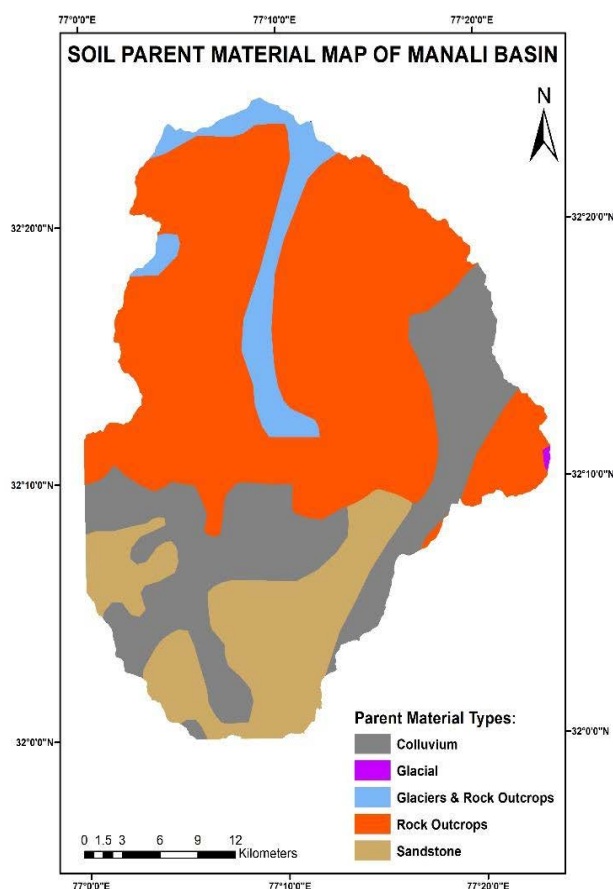 77°0'0"E 77°10'0"E 77°20'0"E
SOIL PARENT MATERIAL MAP OF MANALI BASIN
N
32°20'0"N 32°20'0"N
32°10'0"N 32°10'0"N
32°0'0"N 32°0'0"N
Parent Material Types:
Colluvium
Glacial
Glaciers & Rock Outcrops
Rock Outcrops
Sandstone
0 1.5 3 6 9 12
Kilometers
77°0'0"E 77°10'0"E 77°20'0"E